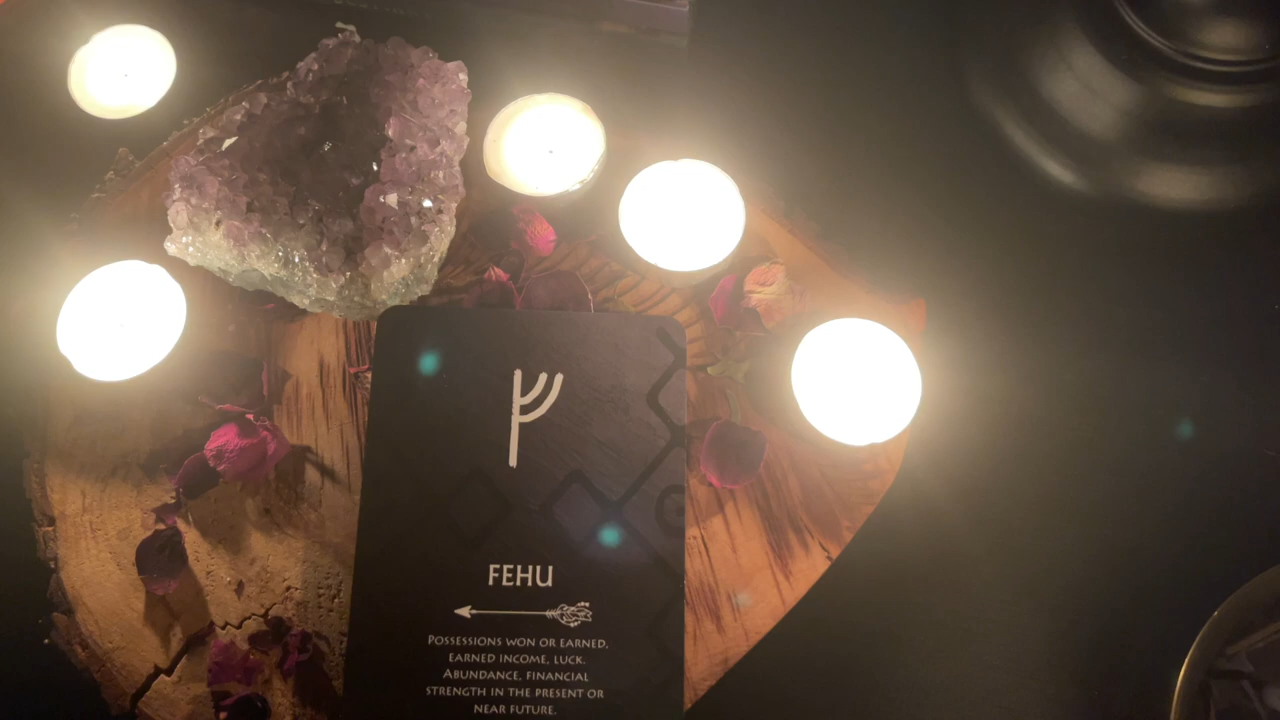 ᚠ
FEHU
Possessions won or earned,
earned income, luck.
Abundance, financial
strength in the present or
near future.